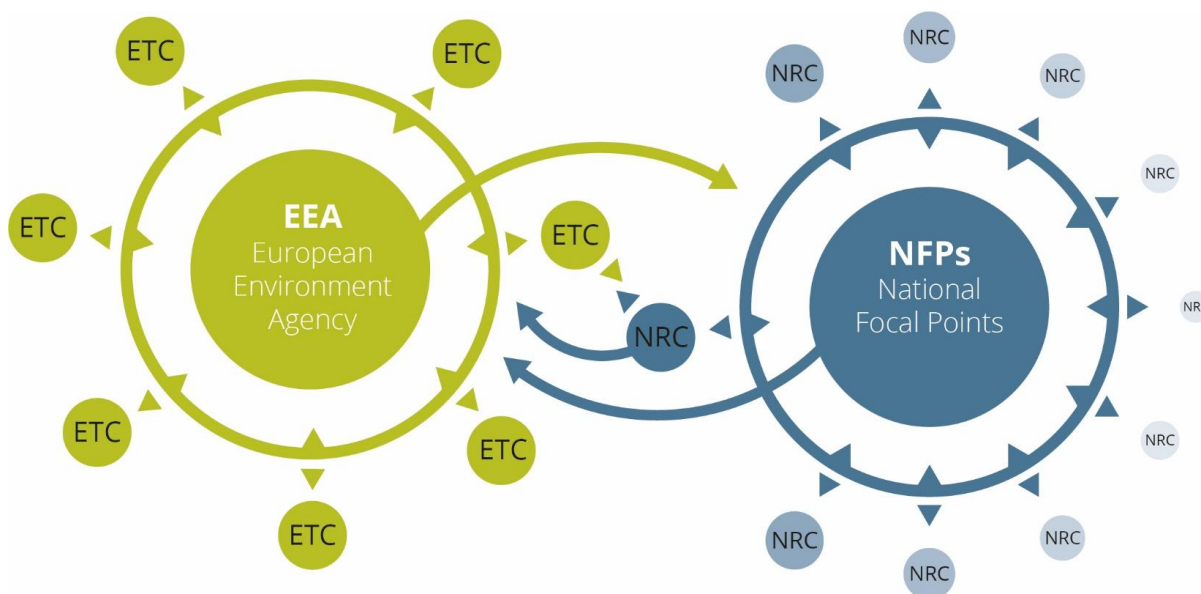 ETC
ETC
NRC
NRC
NRC
NRC
ETC
EEA
European
Environment
Agency
ETC
NRC
NFPs
National
Focal Points
NR
ETC
ETC
ETC
NRC
NRC
NRC
NRC